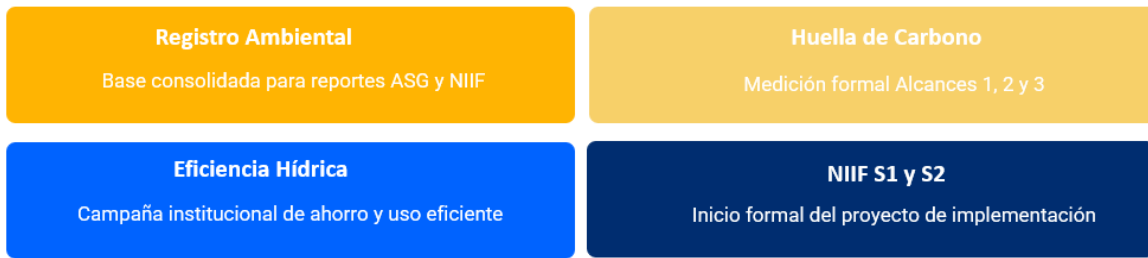 Registro Ambiental
Base consolidada para reportes ASG y NIIF
Huella de Carbono
Medición formal Alcances 1, 2 y 3
Eficiencia Hídrica
Campaña institucional de ahorro y uso eficiente
NIIF S1 y S2
Inicio formal del proyecto de implementación